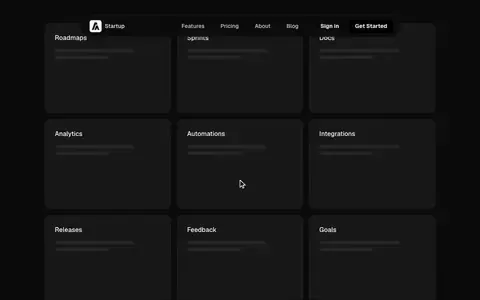 Startup Features Pricing About Blog Sign in Get Started
Roadmaps Sprints Docs
Analytics Automations Integrations
Releases Feedback Goals